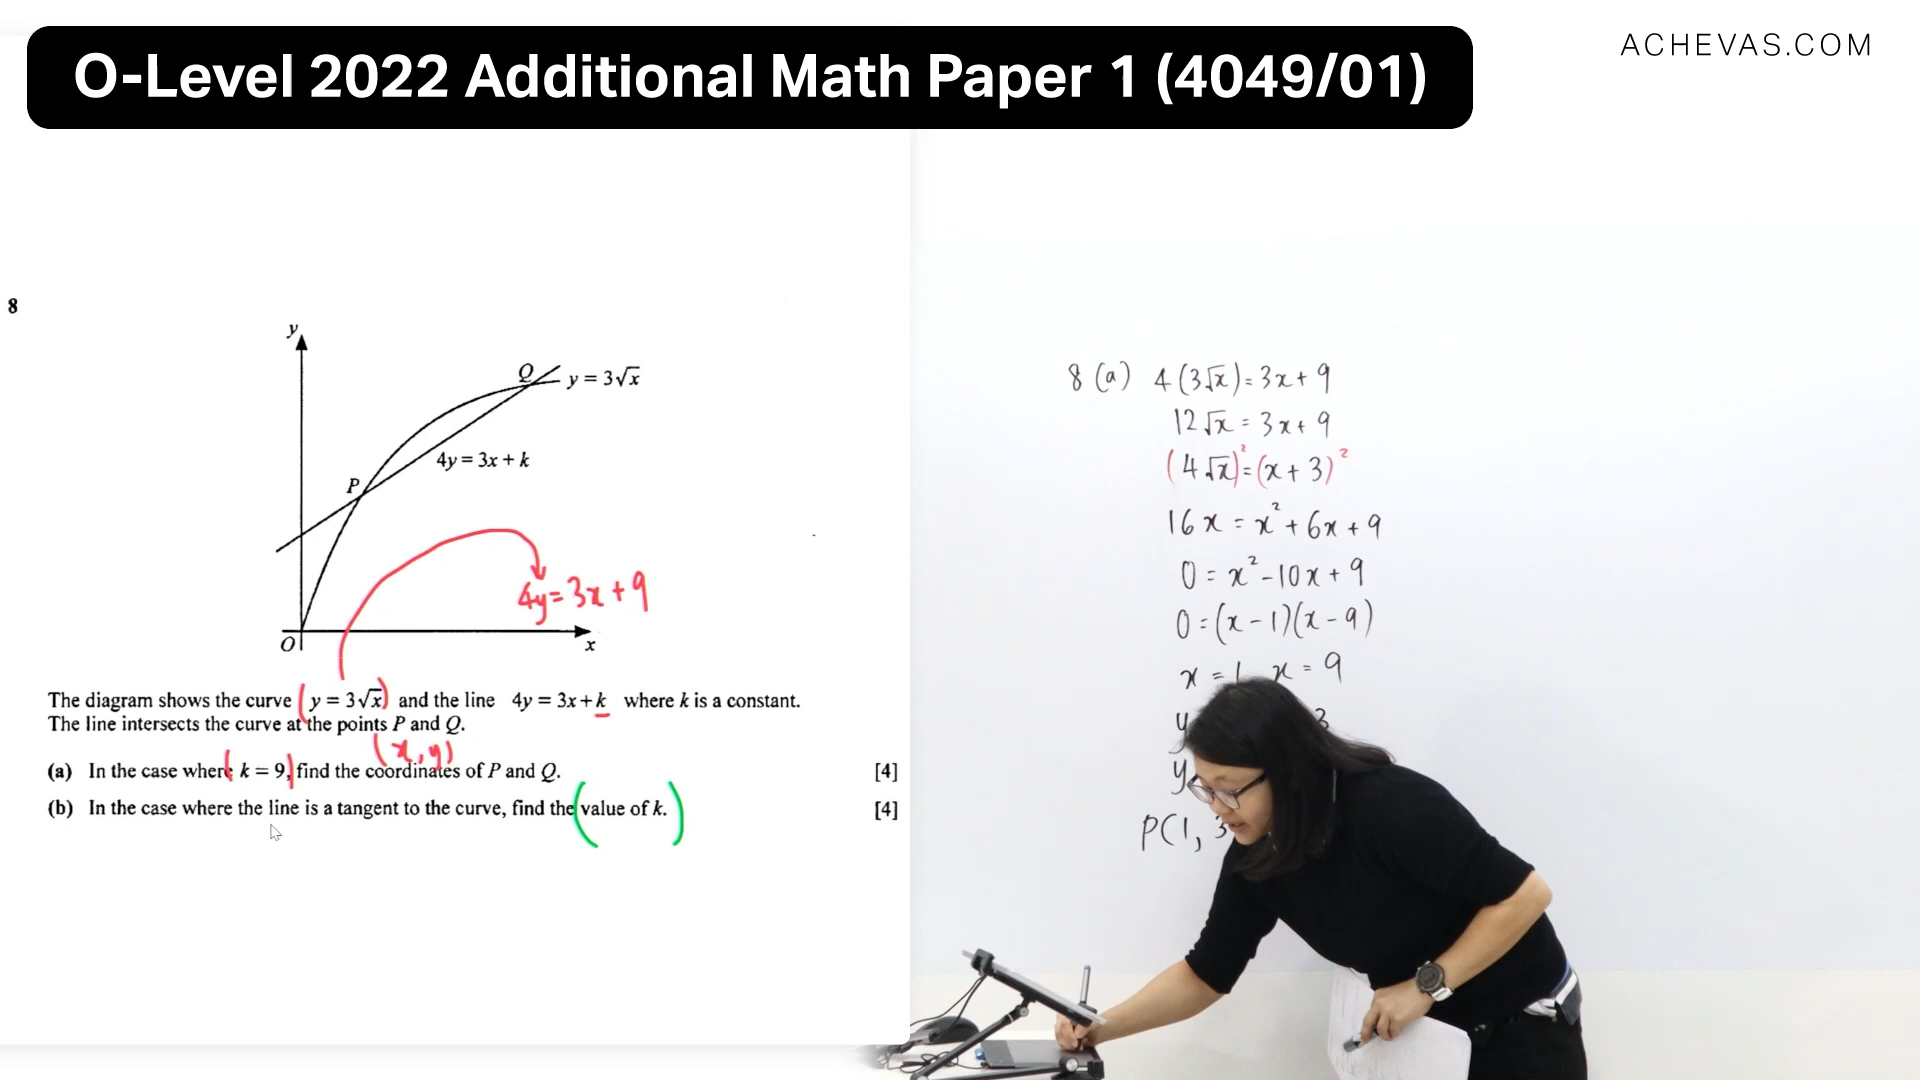 O-Level 2022 Additional Math Paper 1 (4049/01)
ACHEVAS.COM
8
y
Q
y = 3√x
4y = 3x + k
P
4y = 3x + 9
O
x
The diagram shows the curve (y = 3√x) and the line 4y = 3x + k where k is a constant.
The line intersects the curve at the points P and Q.
(x, y)
(a) In the case where (k = 9,) find the coordinates of P and Q. [4]
(b) In the case where the line is a tangent to the curve, find the (value of k.) [4]
8 (a) 4(3√x) = 3x + 9
12√x = 3x + 9
(4√x)² = (x + 3)²
16x = x² + 6x + 9
0 = x² - 10x + 9
0 = (x - 1)(x - 9)
x = 1 x = 9
y 3
y
P(1, 3